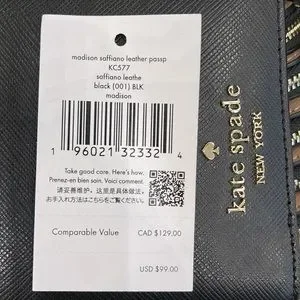 madison saffiano leather passp
KC577
saffiano leathe
black (001) BLK
madison
1 96021 32332 4
Take good care. Here's how.
Prenez-en bien soin. Voici comment.
请妥善维护。这里是具体做法。
お手入れ方法はこちらをご覧ください
Comparable Value CAD $129.00
USD $99.00
kate spade
NEW YORK